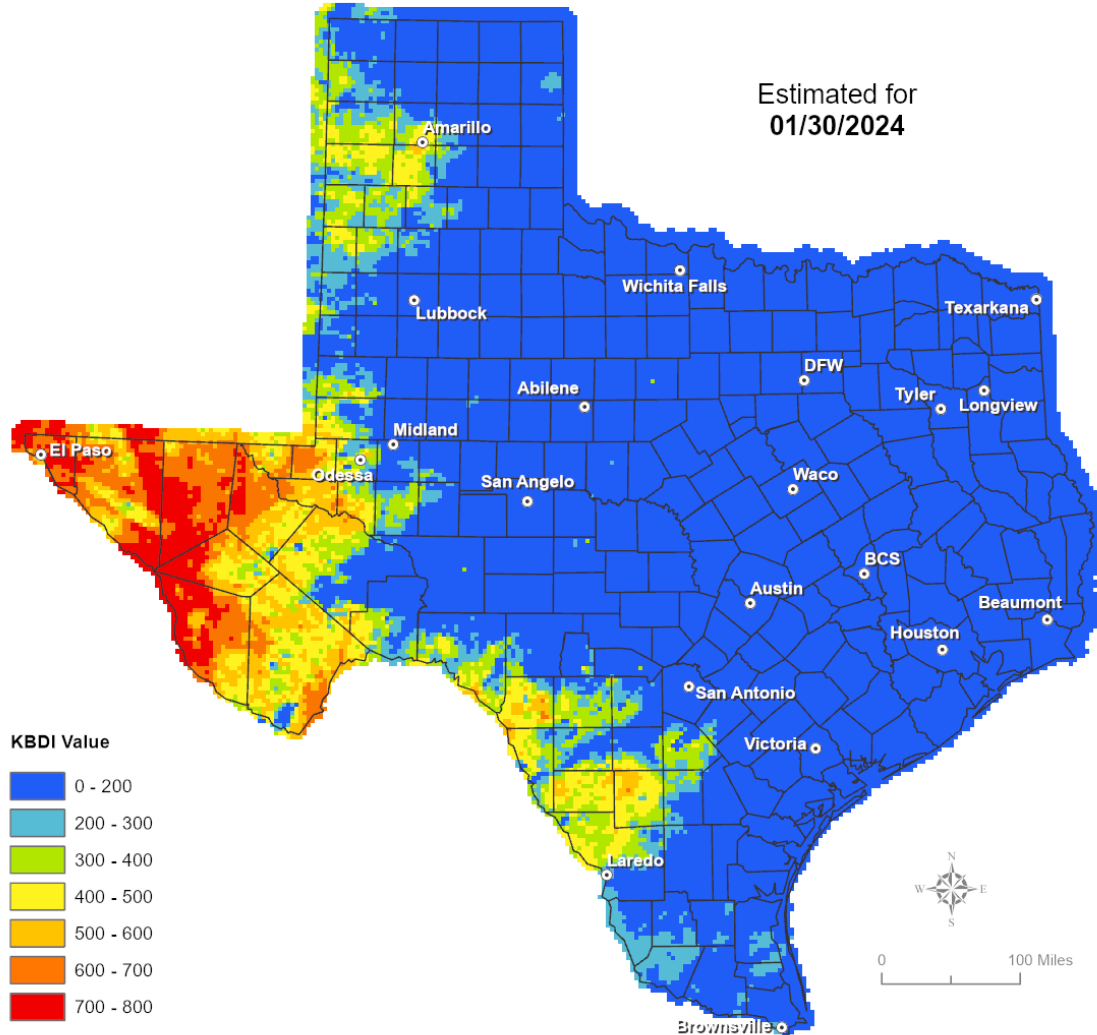 Estimated for
01/30/2024
Amarillo
Wichita Falls
Lubbock
Texarkana
DFW
Abilene
Tyler
Longview
Midland
El Paso
Odessa
San Angelo
Waco
BCS
Austin
Beaumont
Houston
San Antonio
Victoria
KBDI Value
0 - 200
200 - 300
300 - 400
400 - 500
500 - 600
600 - 700
700 - 800
Laredo
N
W E
S
0 100 Miles
Brownsville